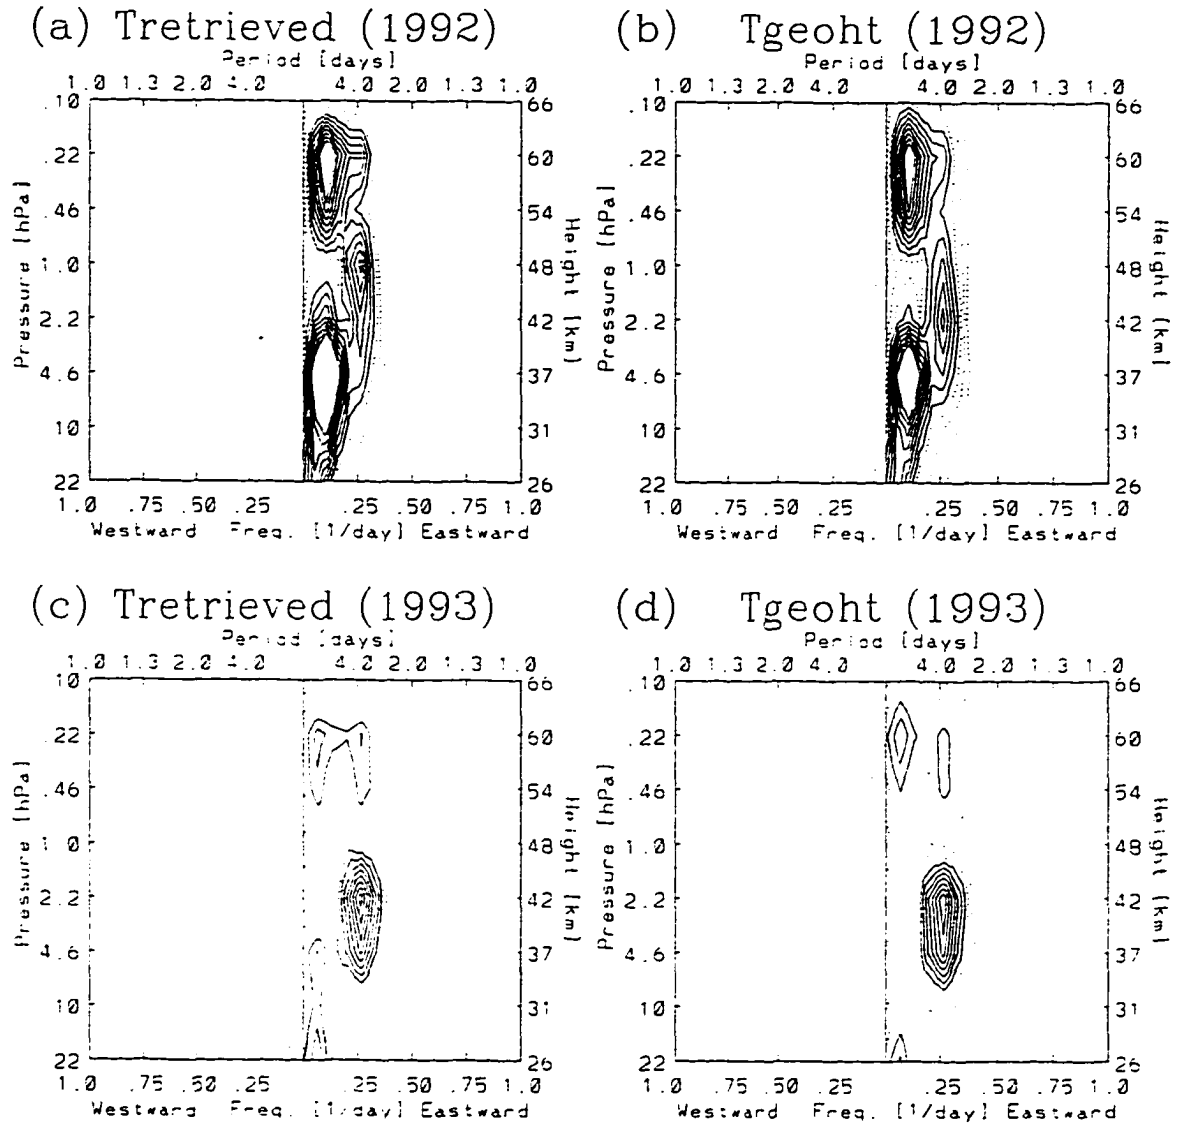 (a) Tretrieved (1992)
Period [days]
1.0 1.3 2.0 4.0 4.0 2.0 1.3 1.0
.10 66
.22 60
.46 54
1.0 48
2.2 42
4.6 37
10 31
22 26
Pressure [hPa]
Height [km]
1.0 .75 .50 .25 .25 .50 .75 1.0
Westward Freq. [1/day] Eastward
(b) Tgeoht (1992)
Period [days]
1.0 1.3 2.0 4.0 4.0 2.0 1.3 1.0
.10 66
.22 60
.46 54
1.0 48
2.2 42
4.6 37
10 31
22 26
Pressure [hPa]
Height [km]
1.0 .75 .50 .25 .25 .50 .75 1.0
Westward Freq. [1/day] Eastward
(c) Tretrieved (1993)
Period [days]
1.0 1.3 2.0 4.0 4.0 2.0 1.3 1.0
10 66
.22 60
.46 54
1 0 48
2.2 42
4.6 37
10 31
22 26
Pressure [hPa]
Height [km]
1.0 .75 .50 .25 .25 .50 .75 1.0
Westward Freq. [1/day] Eastward
(d) Tgeoht (1993)
Period [days]
1.0 1.3 2.0 4.0 4.0 2.0 1.3 1.0
.10 66
.22 60
.46 54
1.0 48
2.2 42
4.6 37
10 31
22 26
Pressure [hPa]
Height [km]
1.0 .75 .50 .25 .25 .50 .75 1.0
Westward Freq. [1/day] Eastward